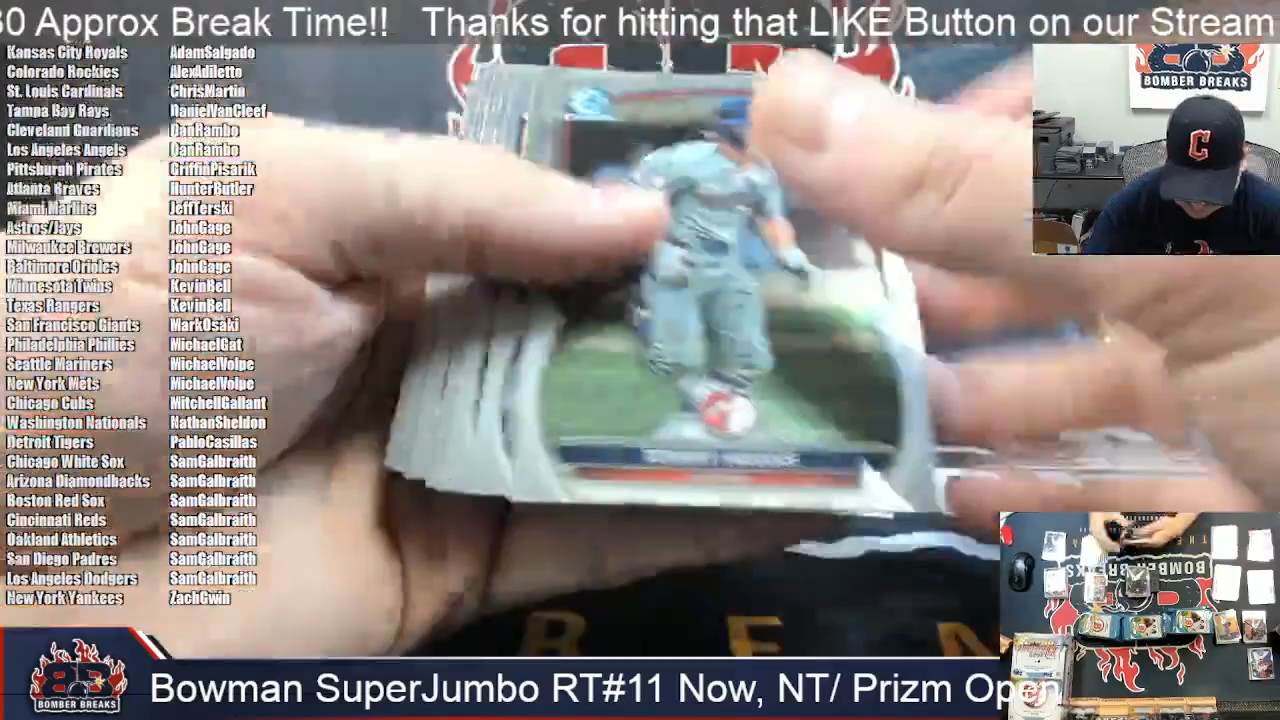 30 Approx Break Time!! Thanks for hitting that LIKE Button on our Stream
Kansas City Royals AdamSalgado
Colorado Rockies AlexAdiletto
St. Louis Cardinals ChrisMartin
Tampa Bay Rays DanielVanCleef
Cleveland Guardians DanRambo
Los Angeles Angels DanRambo
Pittsburgh Pirates GriffinPisarik
Atlanta Braves HunterButler
Miami Marlins JeffTerski
Astros/Jays JohnGage
Milwaukee Brewers JohnGage
Baltimore Orioles JohnGage
Minnesota Twins KevinBell
Texas Rangers KevinBell
San Francisco Giants MarkOsaki
Philadelphia Phillies MichaelGat
Seattle Mariners MichaelVolpe
New York Mets MichaelVolpe
Chicago Cubs MitchellGallant
Washington Nationals NathanSheldon
Detroit Tigers PabloCasillas
Chicago White Sox SamGalbraith
Arizona Diamondbacks SamGalbraith
Boston Red Sox SamGalbraith
Cincinnati Reds SamGalbraith
Oakland Athletics SamGalbraith
San Diego Padres SamGalbraith
Los Angeles Dodgers SamGalbraith
New York Yankees ZachGwin
BOMBER BREAKS
C
BOMBER BREAKS
BOMBER BREAKS
Bowman SuperJumbo RT#11 Now, NT/ Prizm Open